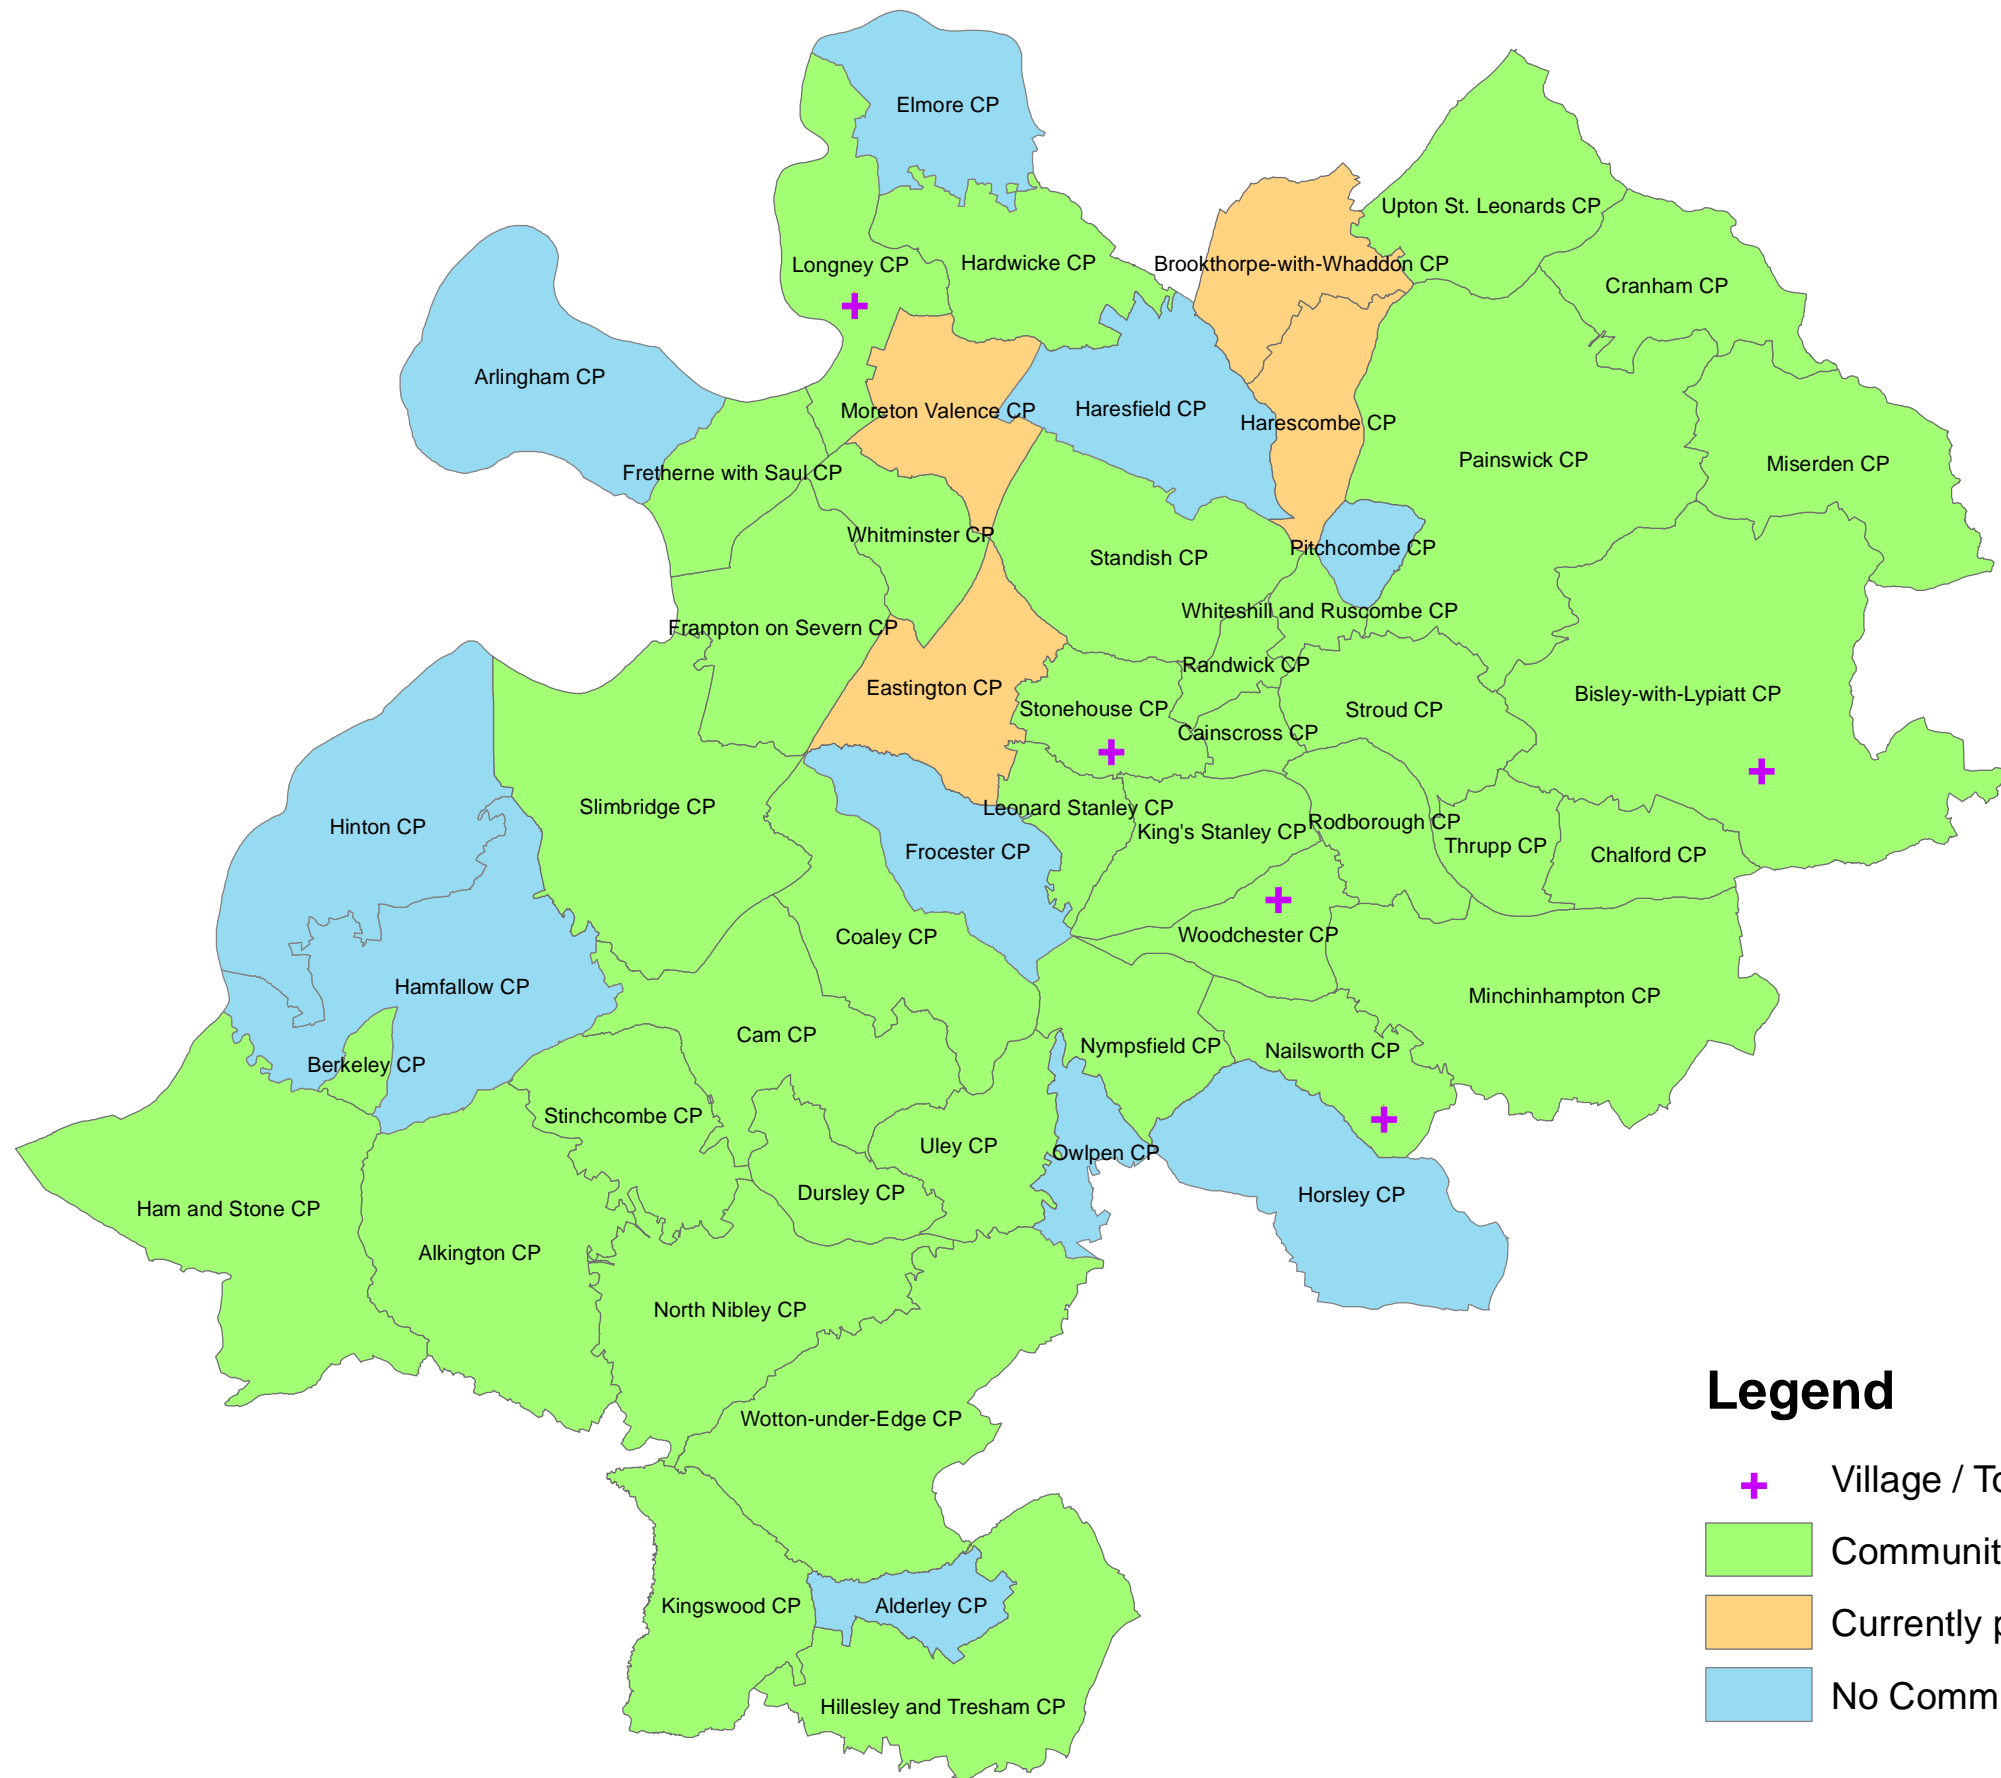 Elmore CP
Upton St. Leonards CP
Longney CP
Hardwicke CP
Brookthorpe-with-Whaddon CP
Cranham CP
Arlingham CP
Moreton Valence CP
Haresfield CP
Harescombe CP
Painswick CP
Miserden CP
Fretherne with Saul CP
Whitminster CP
Standish CP
Pitchcombe CP
Whiteshill and Ruscombe CP
Frampton on Severn CP
Randwick CP
Eastington CP
Stonehouse CP
Stroud CP
Bisley-with-Lypiatt CP
Cainscross CP
Slimbridge CP
Leonard Stanley CP
Hinton CP
King's Stanley CP
Rodborough CP
Thrupp CP
Chalford CP
Frocester CP
Coaley CP
Woodchester CP
Hamfallow CP
Minchinhampton CP
Cam CP
Nympsfield CP
Nailsworth CP
Berkeley CP
Stinchcombe CP
Uley CP
Owlpen CP
Dursley CP
Horsley CP
Ham and Stone CP
Alkington CP
North Nibley CP
Wotton-under-Edge CP
Kingswood CP
Alderley CP
Hillesley and Tresham CP
Legend
Village /
Currently
No